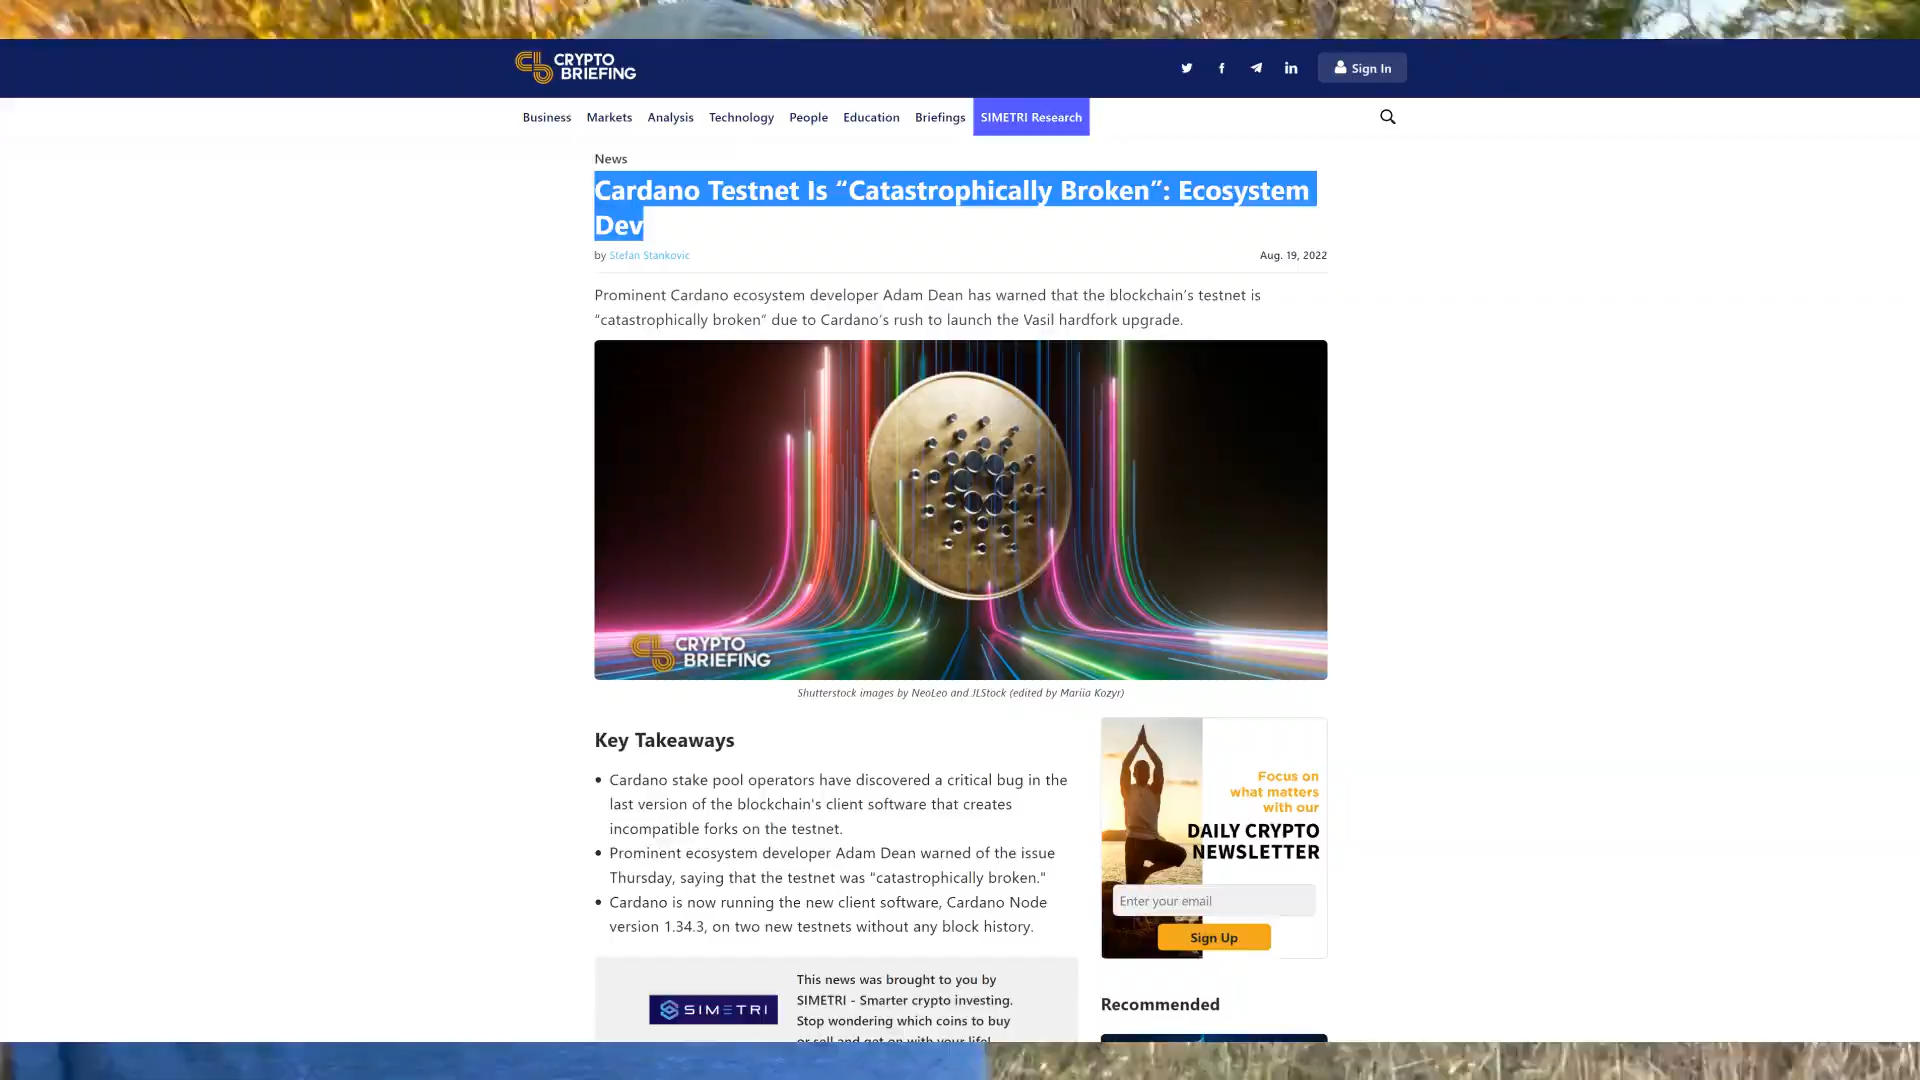 CRYPTO
BRIEFING
Sign In
Business Markets Analysis Technology People Education Briefings SIMETRI Research
News
Cardano Testnet Is “Catastrophically Broken”: Ecosystem
Dev
by Stefan Stankovic
Aug. 19, 2022
Prominent Cardano ecosystem developer Adam Dean has warned that the blockchain’s testnet is
“catastrophically broken” due to Cardano’s rush to launch the Vasil hardfork upgrade.
CRYPTO
BRIEFING
Shutterstock images by NeoLeo and JLStock (edited by Mariia Kozyr)
Key Takeaways
• Cardano stake pool operators have discovered a critical bug in the
last version of the blockchain's client software that creates
incompatible forks on the testnet.
• Prominent ecosystem developer Adam Dean warned of the issue
Thursday, saying that the testnet was "catastrophically broken."
• Cardano is now running the new client software, Cardano Node
version 1.34.3, on two new testnets without any block history.
SIMETRI
This news was brought to you by
SIMETRI - Smarter crypto investing.
Stop wondering which coins to buy
or sell and get on with your life!
Focus on
what matters
with our
DAILY CRYPTO
NEWSLETTER
Enter your email
Sign Up
Recommended